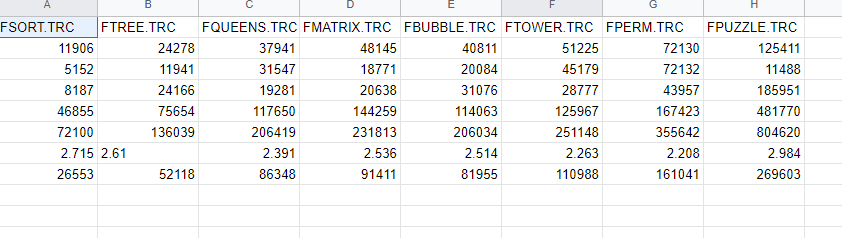 A B C D E F G H
FSORT.TRC FTREE.TRC FQUEENS.TRC FMATRIX.TRC FBUBBLE.TRC FTOWER.TRC FPERM.TRC FPUZZLE.TRC
11906 24278 37941 48145 40811 51225 72130 125411
5152 11941 31547 18771 20084 45179 72132 11488
8187 24166 19281 20638 31076 28777 43957 185951
46855 75654 117650 144259 114063 125967 167423 481770
72100 136039 206419 231813 206034 251148 355642 804620
2.715 2.61 2.391 2.536 2.514 2.263 2.208 2.984
26553 52118 86348 91411 81955 110988 161041 269603